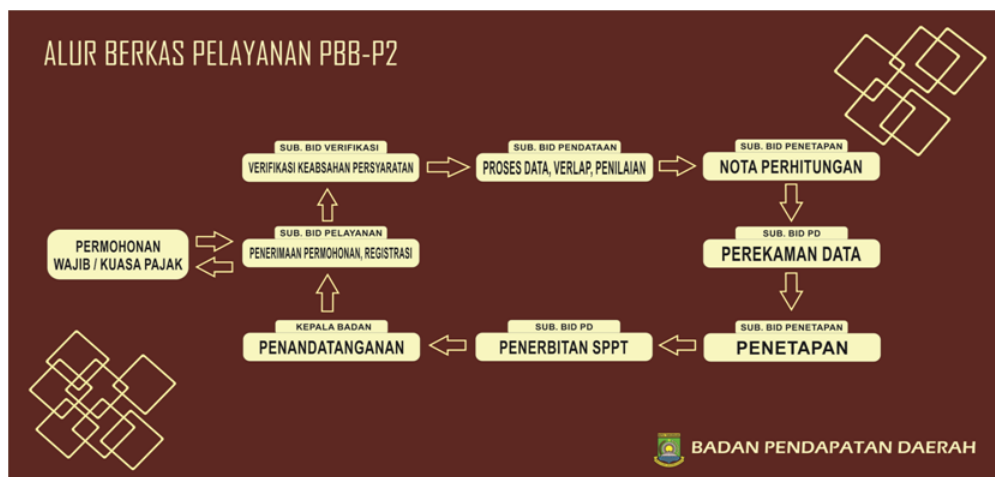 ALUR BERKAS PELAYANAN PBB-P2
PERMOHONAN
WAJIB / KUASA PAJAK
SUB. BID PELAYANAN
PENERIMAAN PERMOHONAN, REGISTRASI
SUB. BID VERIFIKASI
VERIFIKASI KEABSAHAN PERSYARATAN
SUB. BID PENDATAAN
PROSES DATA, VERLAP, PENILAIAN
SUB. BID PENETAPAN
NOTA PERHITUNGAN
SUB. BID PD
PEREKAMAN DATA
SUB. BID PENETAPAN
PENETAPAN
SUB. BID PD
PENERBITAN SPPT
KEPALA BADAN
PENANDATANGANAN
BADAN PENDAPATAN DAERAH